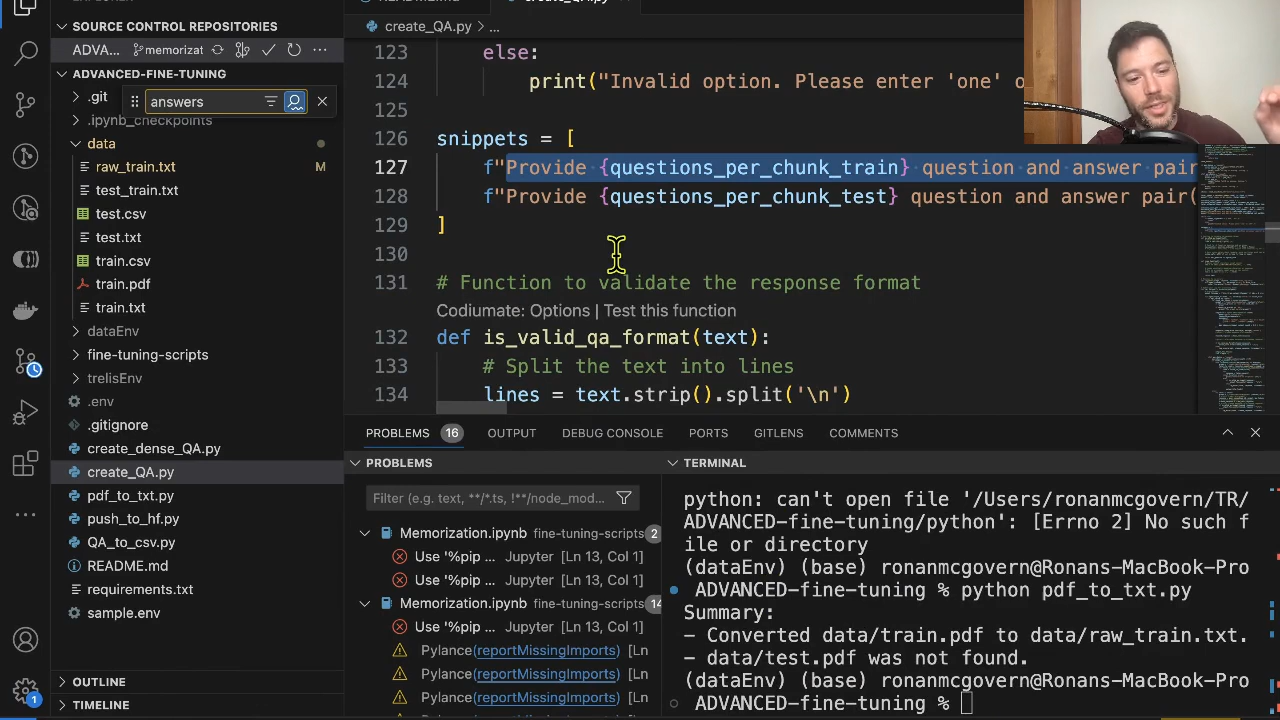 SOURCE CONTROL REPOSITORIES
ADVA... memorizat
ADVANCED-FINE-TUNING
.git
answers
.ipynb_checkpoints
data
raw_train.txt M
test_train.txt
test.csv
test.txt
train.csv
train.pdf
train.txt
dataEnv
fine-tuning-scripts
trelisEnv
.env
.gitignore
create_dense_QA.py
create_QA.py
pdf_to_txt.py
push_to_hf.py
QA_to_csv.py
README.md
requirements.txt
sample.env
OUTLINE
TIMELINE
1
create_QA.py > ...
123 else:
124 print("Invalid option. Please enter 'one' o
125
126 snippets = [
127 f"Provide {questions_per_chunk_train} question and answer pair
128 f"Provide {questions_per_chunk_test} question and answer pair(
129 ]
130
131 # Function to validate the response format
Codiumate: Options | Test this function
132 def is_valid_qa_format(text):
133 # Split the text into lines
134 lines = text.strip().split('\n')
PROBLEMS 16 OUTPUT DEBUG CONSOLE PORTS GITLENS COMMENTS
PROBLEMS
Filter (e.g. text, **/*.ts, !**/node_mod...
Memorization.ipynb fine-tuning-scripts 2
Use '%pip ... Jupyter [Ln 13, Col 1]
Use '%pip ... Jupyter [Ln 13, Col 1]
Memorization.ipynb fine-tuning-scripts 14
Use '%pip ... Jupyter [Ln 13, Col 1]
Pylance(reportMissingImports) [Ln
Pylance(reportMissingImports) [Ln
Pylance(reportMissingImports) [Ln
TERMINAL
python: can't open file '/Users/ronanmcgovern/TR/
ADVANCED-fine-tuning/python': [Errno 2] No such f
ile or directory
(dataEnv) (base) ronanmcgovern@Ronans-MacBook-Pro
ADVANCED-fine-tuning % python pdf_to_txt.py
Summary:
- Converted data/train.pdf to data/raw_train.txt.
- data/test.pdf was not found.
(dataEnv) (base) ronanmcgovern@Ronans-MacBook-Pro
ADVANCED-fine-tuning %